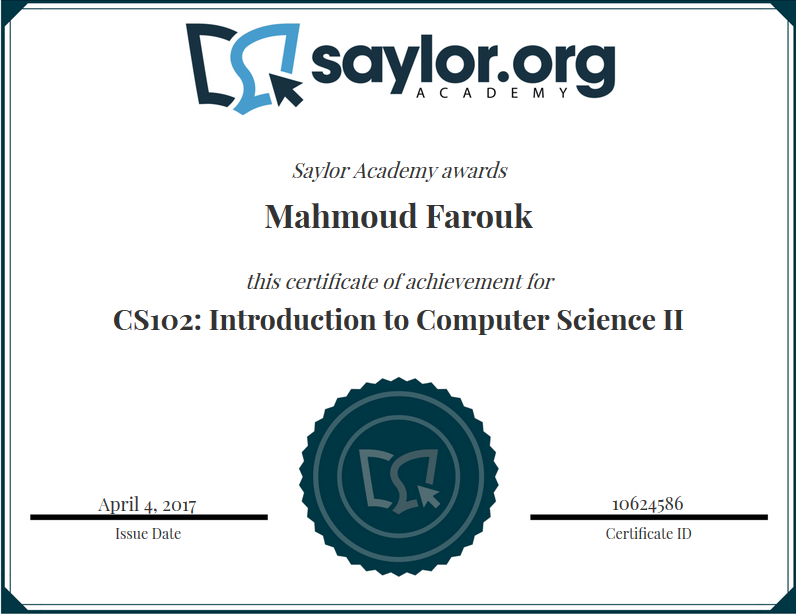 saylor.org
ACADEMY
Saylor Academy awards
Mahmoud Farouk
this certificate of achievement for
CS102: Introduction to Computer Science II
April 4, 2017
Issue Date
10624586
Certificate ID